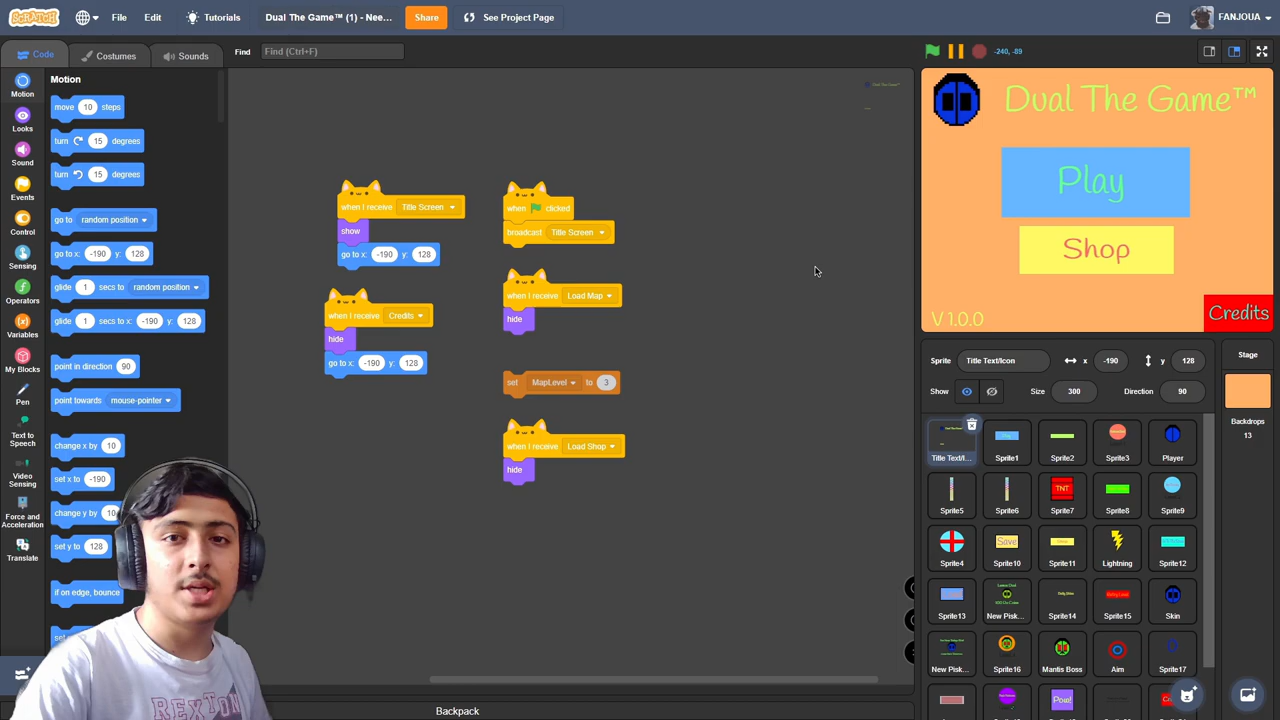 SCRATCH
File
Edit
Tutorials
Dual The Game™ (1) - Nee...
Share
See Project Page
FANJOUA
Code
Costumes
Sounds
Find
Find (Ctrl+F)
-240, -89
Motion
Looks
Sound
Events
Control
Sensing
Operators
Variables
My Blocks
Pen
Text to
Speech
Video
Sensing
Force and
Acceleration
Translate
Motion
move 10 steps
turn 15 degrees
turn 15 degrees
go to random position
go to x: -190 y: 128
glide 1 secs to random position
glide 1 secs to x: -190 y: 128
point in direction 90
point towards mouse-pointer
change x by 10
set x to -190
change y by 10
set y to 128
if on edge, bounce
when I receive Title Screen
show
go to x: -190 y: 128
when I receive Credits
hide
go to x: -190 y: 128
when clicked
broadcast Title Screen
when I receive Load Map
hide
set MapLevel to 3
when I receive Load Shop
hide
Dual The Game™
Play
Shop
V 1.0.0
Credits
Sprite Title Text/Icon x -190 y 128
Show Size 300 Direction 90
Stage
Backdrops
13
Title Text/I... Sprite1 Sprite2 Sprite3 Player
Sprite5 Sprite6 TNT Sprite7 Sprite8 Sprite9
Sprite4 Save Sprite10 Sprite11 Lightning Sprite12
Sprite13 New Pisk... Sprite14 Sprite15 Skin
New Pisk... Sprite16 Mantis Boss Aim Sprite17
Pow!
Backpack
REXTON